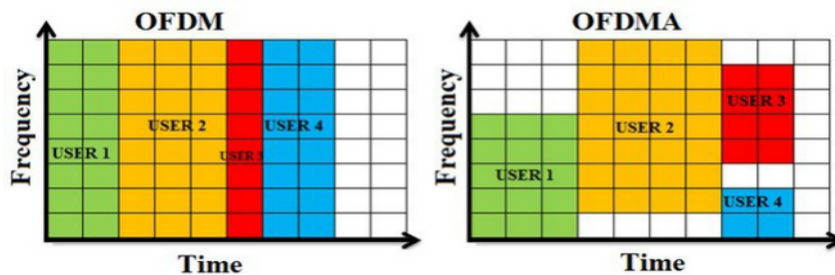 OFDM
Frequency
USER 1
USER 2
USER 3
USER 4
Time
OFDMA
Frequency
USER 1
USER 2
USER 3
USER 4
Time